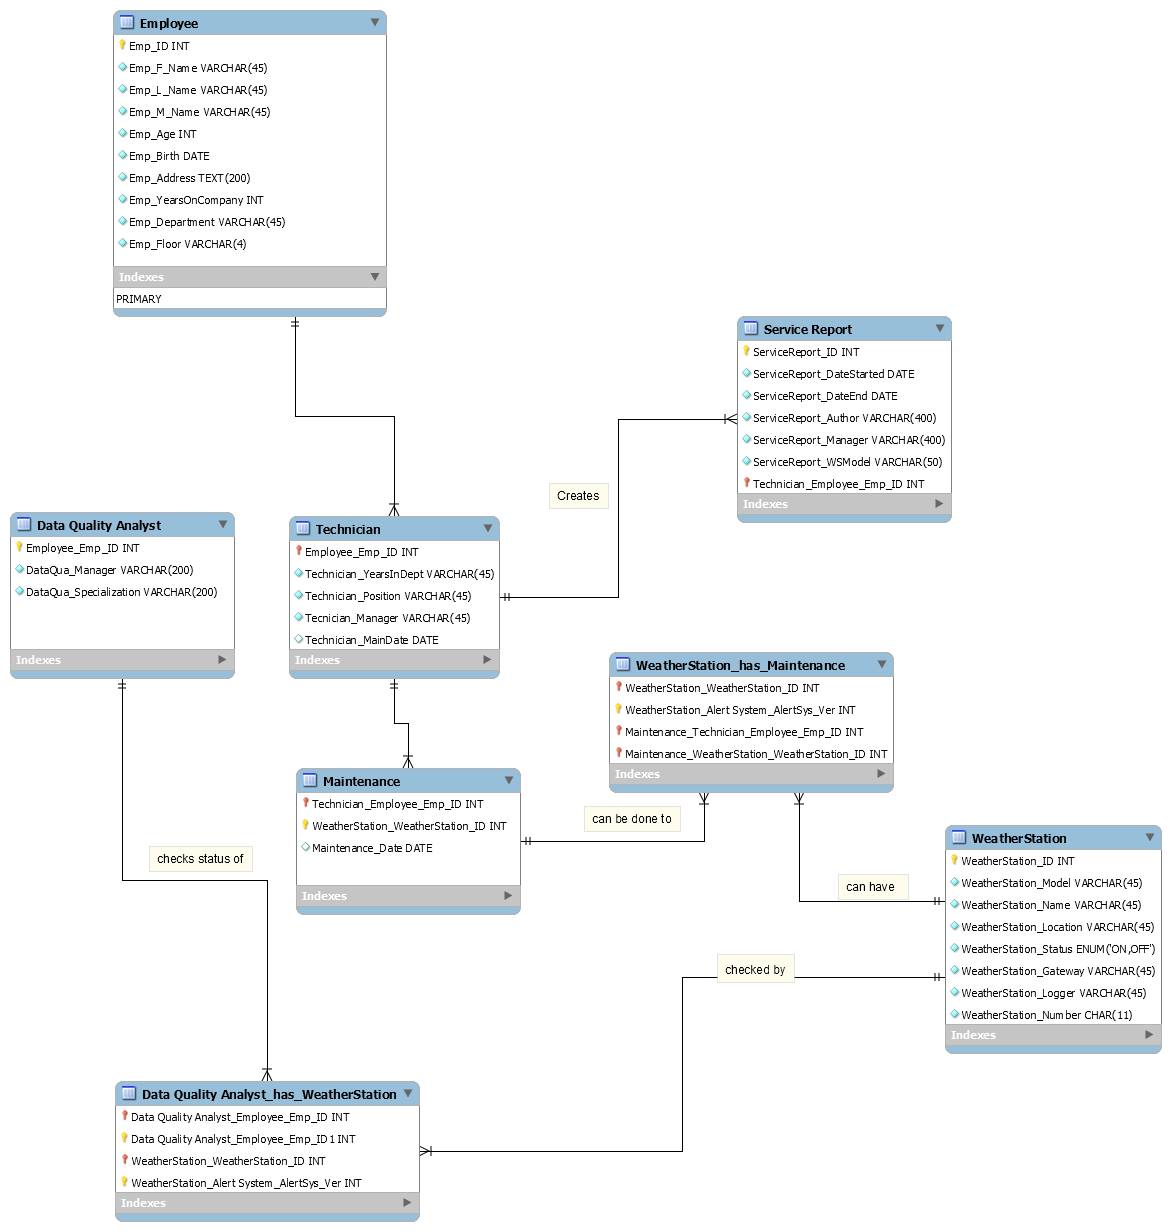 Employee
Emp_ID INT
Emp_F_Name VARCHAR(45)
Emp_L_Name VARCHAR(45)
Emp_M_Name VARCHAR(45)
Emp_Age INT
Emp_Birth DATE
Emp_Address TEXT(200)
Emp_YearsOnCompany INT
Emp_Department VARCHAR(45)
Emp_Floor VARCHAR(4)
Indexes
PRIMARY
Service Report
ServiceReport_ID INT
ServiceReport_DateStarted DATE
ServiceReport_DateEnd DATE
ServiceReport_Author VARCHAR(400)
ServiceReport_Manager VARCHAR(400)
ServiceReport_WSModel VARCHAR(50)
Technician_Employee_Emp_ID INT
Indexes
Creates
Data Quality Analyst
Employee_Emp_ID INT
DataQua_Manager VARCHAR(200)
DataQua_Specialization VARCHAR(200)
Indexes
Technician
Employee_Emp_ID INT
Technician_YearsInDept VARCHAR(45)
Technician_Position VARCHAR(45)
Tecnician_Manager VARCHAR(45)
Technician_MainDate DATE
Indexes
WeatherStation_has_Maintenance
WeatherStation_WeatherStation_ID INT
WeatherStation_Alert System_AlertSys_Ver INT
Maintenance_Technician_Employee_Emp_ID INT
Maintenance_WeatherStation_WeatherStation_ID INT
Indexes
Maintenance
Technician_Employee_Emp_ID INT
WeatherStation_WeatherStation_ID INT
Maintenance_Date DATE
Indexes
can be done to
checks status of
can have
WeatherStation
WeatherStation_ID INT
WeatherStation_Model VARCHAR(45)
WeatherStation_Name VARCHAR(45)
WeatherStation_Location VARCHAR(45)
WeatherStation_Status ENUM('ON,OFF')
WeatherStation_Gateway VARCHAR(45)
WeatherStation_Logger VARCHAR(45)
WeatherStation_Number CHAR(11)
Indexes
checked by
Data Quality Analyst_has_WeatherStation
Data Quality Analyst_Employee_Emp_ID INT
Data Quality Analyst_Employee_Emp_ID1 INT
WeatherStation_WeatherStation_ID INT
WeatherStation_Alert System_AlertSys_Ver INT
Indexes